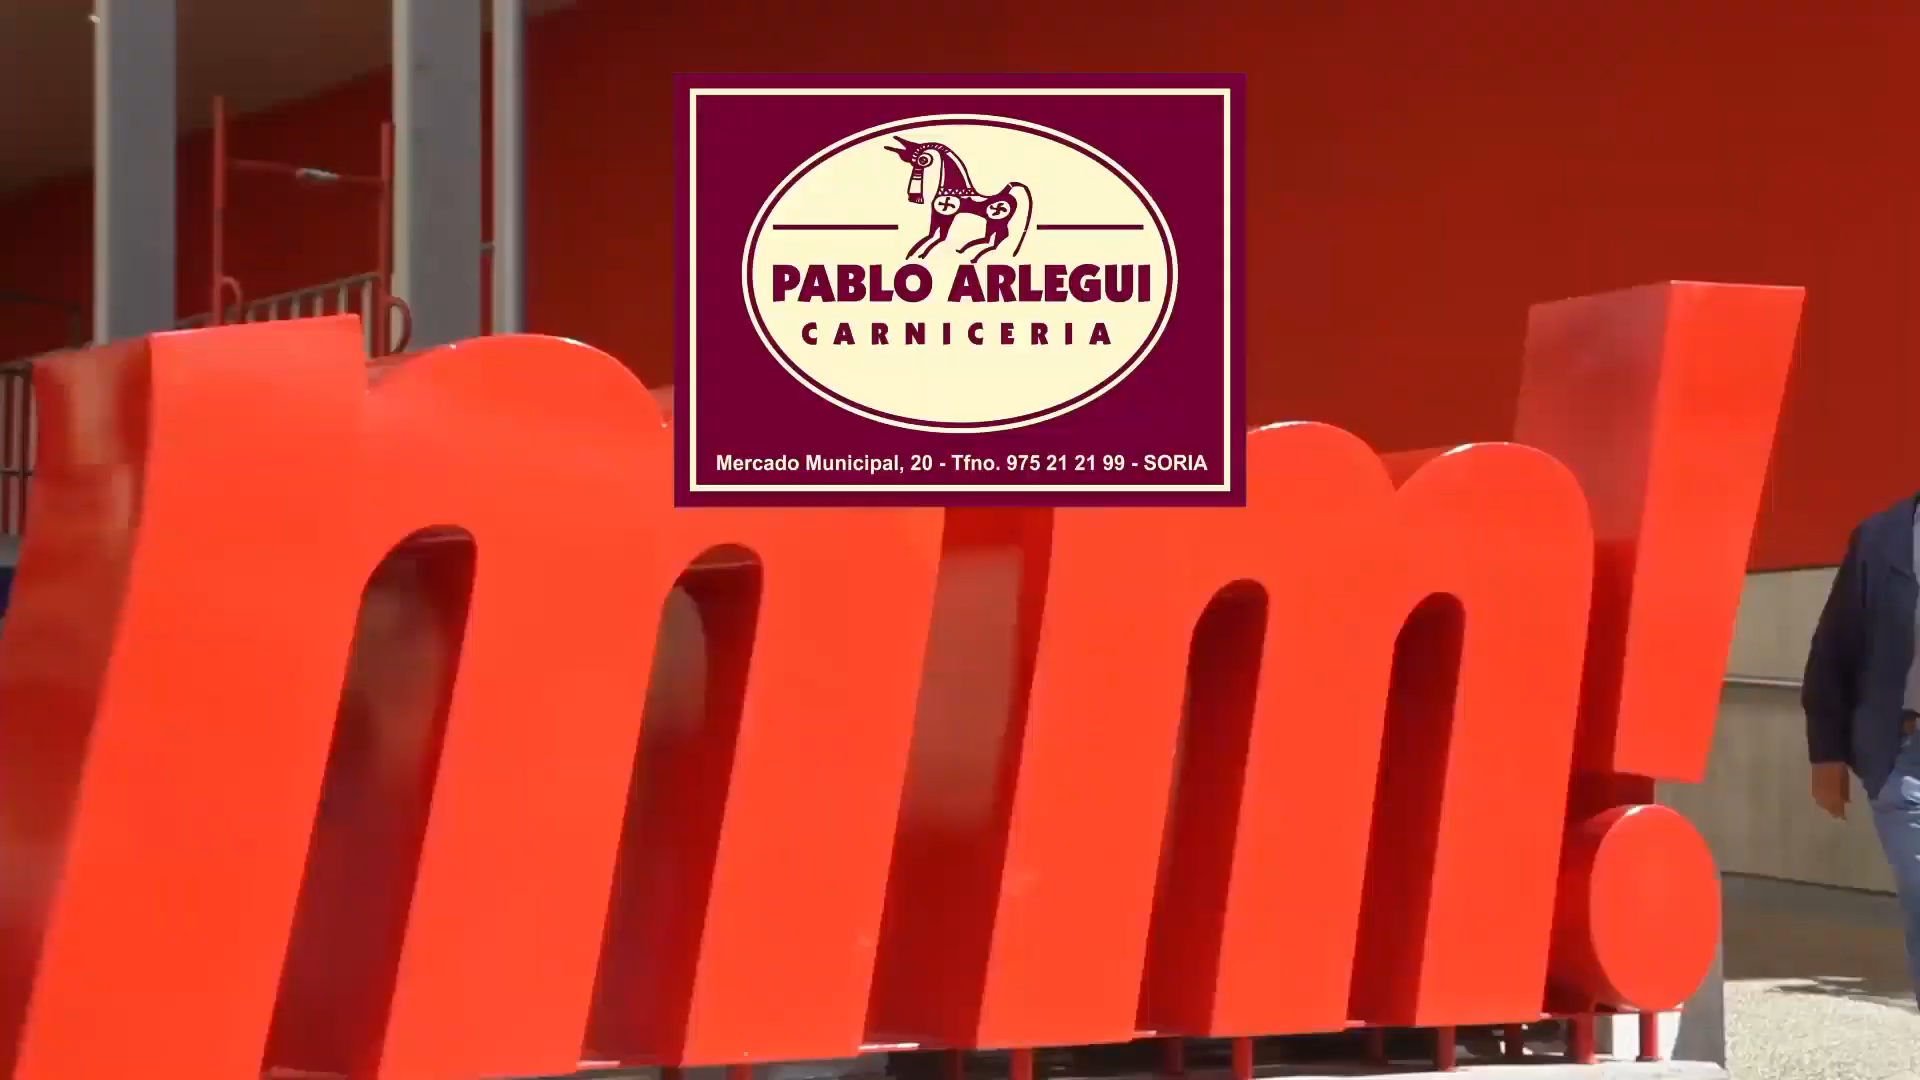 PABLO ARLEGUI
CARNICERIA
Mercado Municipal, 20 - Tfno. 975 21 21 99 - SORIA
mm!